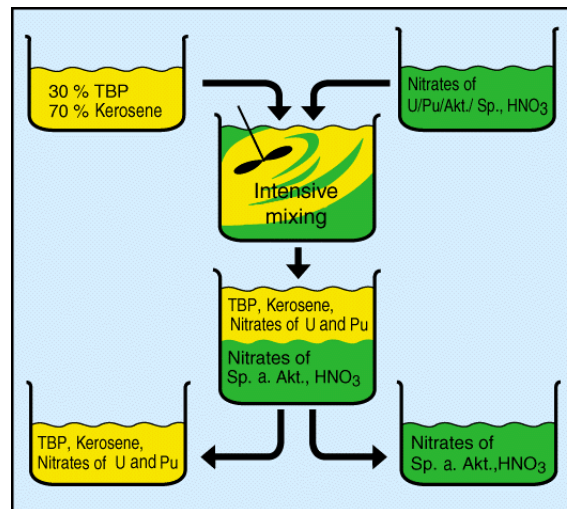 30 % TBP
70 % Kerosene
Nitrates of
U/Pu/Akt./ Sp., HNO3
Intensive
mixing
TBP, Kerosene,
Nitrates of U and Pu
Nitrates of
Sp. a. Akt., HNO3
TBP, Kerosene,
Nitrates of U and Pu
Nitrates of
Sp. a. Akt.,HNO3